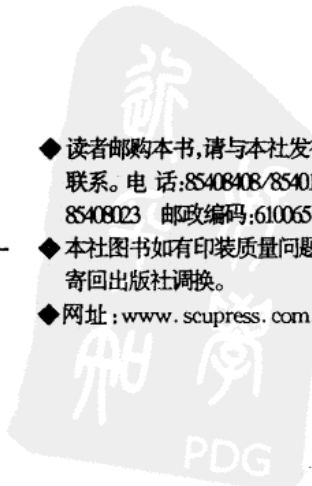 ◆ 读者邮购本书,请与本社发
联系。电 话:85408408/8540
85408023 邮政编码:610065
◆ 本社图书如有印装质量问题
寄回出版社调换。
◆ 网址:www.scupress.com
PDG